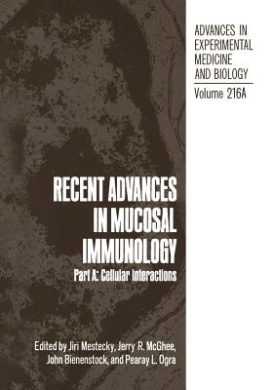 ADVANCES IN
EXPERIMENTAL
MEDICINE
AND BIOLOGY
Volume 216A
RECENT ADVANCES
IN MUCOSAL
IMMUNOLOGY
Part A: Cellular Interactions
Edited by Jiri Mestecky, Jerry R. McGhee,
John Bienenstock, and Pearay L. Ogra